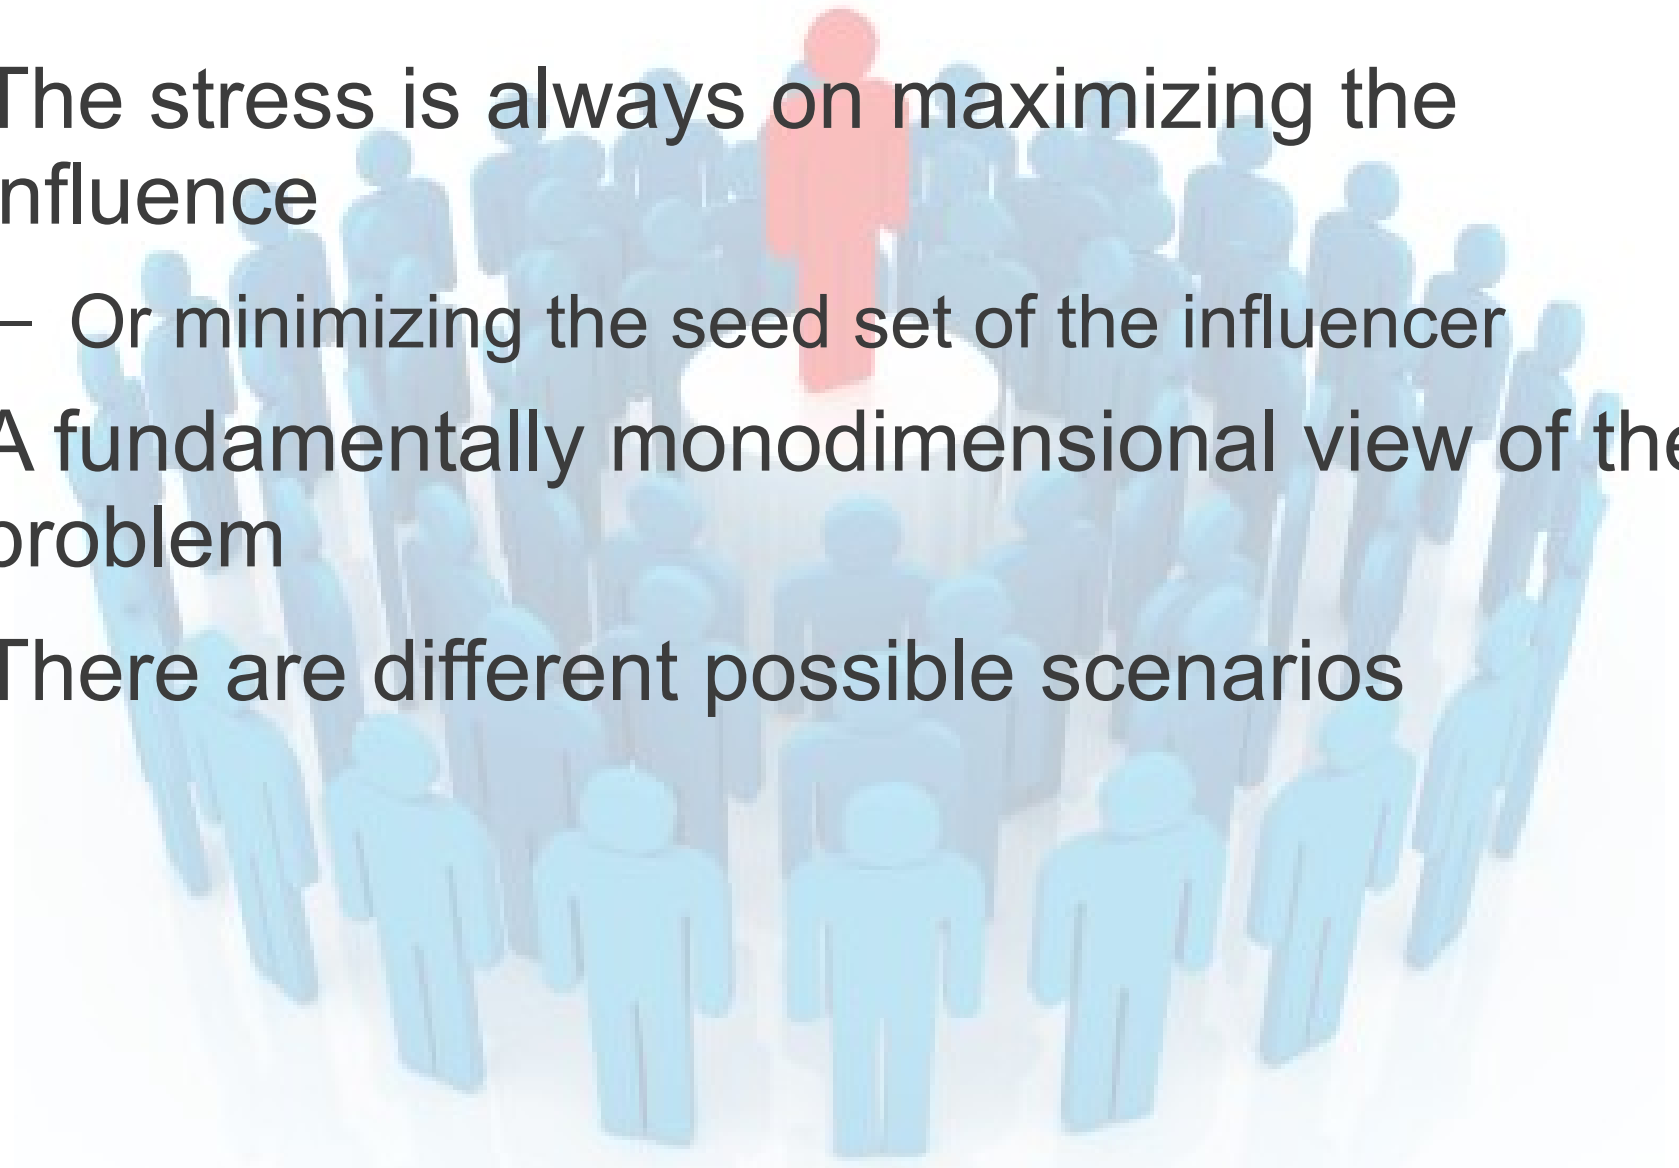 The stress is always on maximizing the
influence
– Or minimizing the seed set of the influencer
A fundamentally monodimensional view of the
problem
There are different possible scenarios